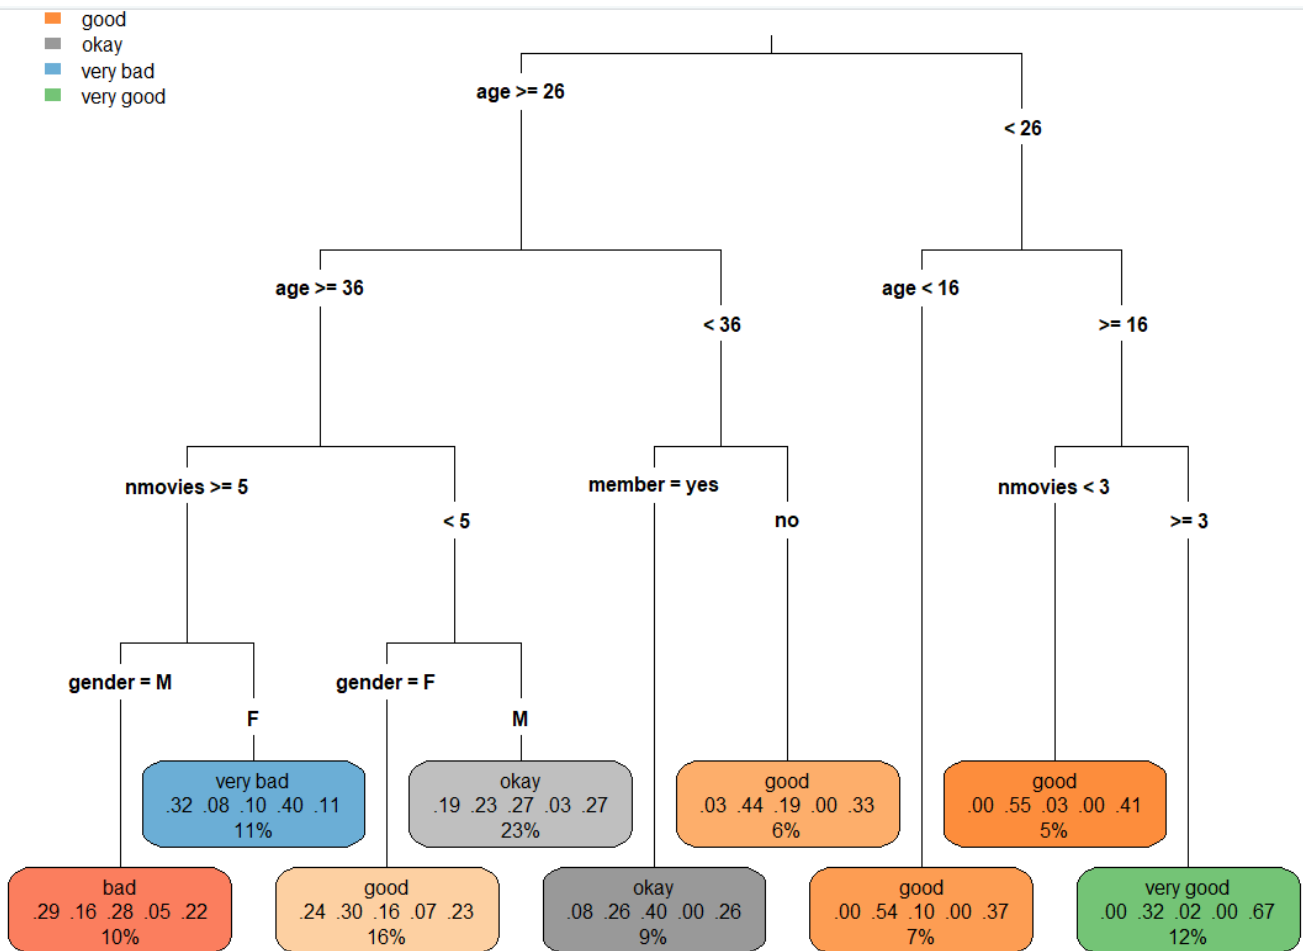 good
okay
very bad
very good
age >= 26
< 26
age >= 36
< 36
age < 16
>= 16
nmovies >= 5
< 5
member = yes
no
nmovies < 3
>= 3
gender = M
F
gender = F
M
very bad
.32 .08 .10 .40 .11
11%
okay
.19 .23 .27 .03 .27
23%
good
.03 .44 .19 .00 .33
6%
good
.00 .55 .03 .00 .41
5%
bad
.29 .16 .28 .05 .22
10%
good
.24 .30 .16 .07 .23
16%
okay
.08 .26 .40 .00 .26
9%
good
.00 .54 .10 .00 .37
7%
very good
.00 .32 .02 .00 .67
12%